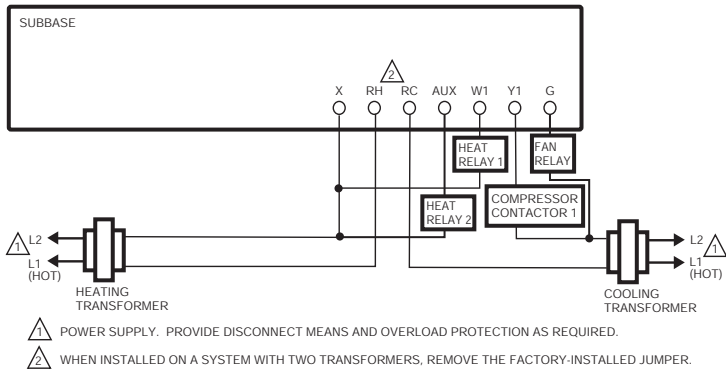 SUBBASE
2
X RH RC AUX W1 Y1 G
HEAT
RELAY 1
FAN
RELAY
HEAT
RELAY 2
COMPRESSOR
CONTACTOR 1
1
L2
L1
(HOT)
HEATING
TRANSFORMER
L2
1
L1
(HOT)
COOLING
TRANSFORMER
1 POWER SUPPLY. PROVIDE DISCONNECT MEANS AND OVERLOAD PROTECTION AS REQUIRED.
2 WHEN INSTALLED ON A SYSTEM WITH TWO TRANSFORMERS, REMOVE THE FACTORY-INSTALLED JUMPER.